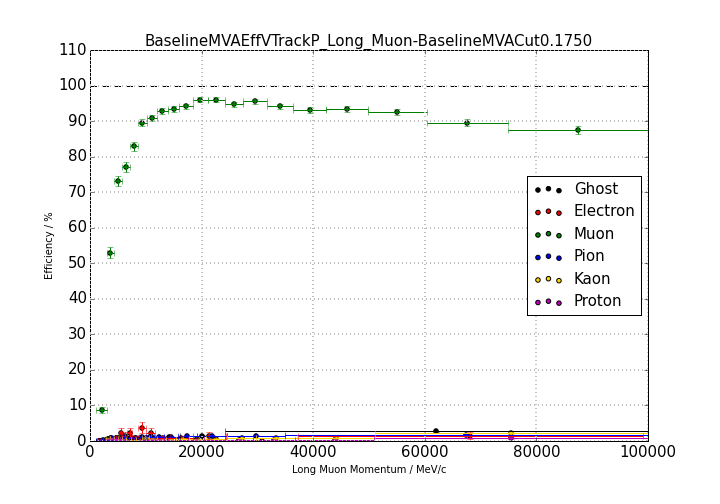 BaselineMVAEffVTrackP_Long_Muon-BaselineMVACut0.1750
110
100
90
80
70
60
50
40
30
20
10
0
Efficiency / %
Ghost
Electron
Muon
Pion
Kaon
Proton
0 20000 40000 60000 80000 100000
Long Muon Momentum / MeV/c